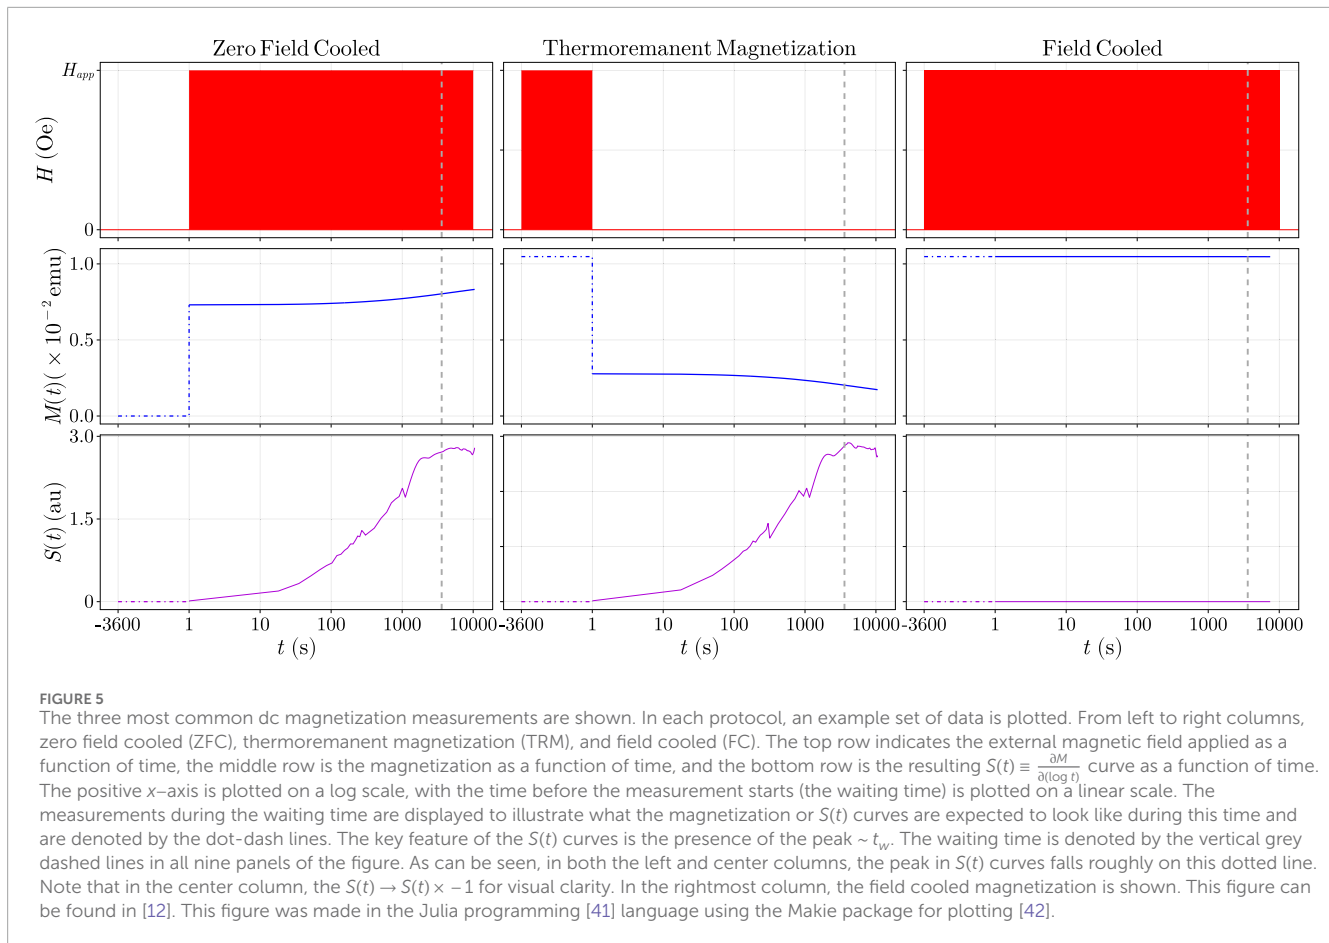 Zero Field Cooled
Thermoremanent Magnetization
Field Cooled
H_app
H (Oe)
0
1.0
M(t)( × 10⁻² emu)
0.5
0.0
3.0
S(t) (au)
1.5
0
-3600 1 10 100 1000 10000
-3600 1 10 100 1000 10000
-3600 1 10 100 1000 10000
t (s)
t (s)
t (s)
FIGURE 5
The three most common dc magnetization measurements are shown. In each protocol, an example set of data is plotted. From left to right columns,
zero field cooled (ZFC), thermoremanent magnetization (TRM), and field cooled (FC). The top row indicates the external magnetic field applied as a
function of time, the middle row is the magnetization as a function of time, and the bottom row is the resulting S(t) ≡ ∂M/∂(log t) curve as a function of time.
The positive x–axis is plotted on a log scale, with the time before the measurement starts (the waiting time) is plotted on a linear scale. The
measurements during the waiting time are displayed to illustrate what the magnetization or S(t) curves are expected to look like during this time and
are denoted by the dot-dash lines. The key feature of the S(t) curves is the presence of the peak ~ t_w. The waiting time is denoted by the vertical grey
dashed lines in all nine panels of the figure. As can be seen, in both the left and center columns, the peak in S(t) curves falls roughly on this dotted line.
Note that in the center column, the S(t) → S(t) × −1 for visual clarity. In the rightmost column, the field cooled magnetization is shown. This figure can
be found in [12]. This figure was made in the Julia programming [41] language using the Makie package for plotting [42].